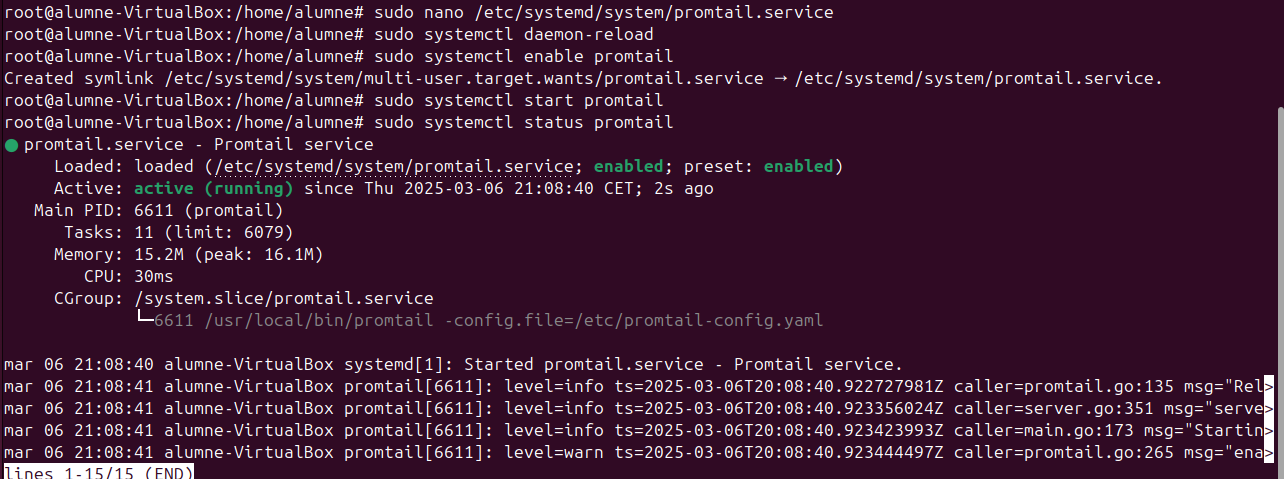 root@alumne-VirtualBox:/home/alumne# sudo nano /etc/systemd/system/promtail.service
root@alumne-VirtualBox:/home/alumne# sudo systemctl daemon-reload
root@alumne-VirtualBox:/home/alumne# sudo systemctl enable promtail
Created symlink /etc/systemd/system/multi-user.target.wants/promtail.service → /etc/systemd/system/promtail.service.
root@alumne-VirtualBox:/home/alumne# sudo systemctl start promtail
root@alumne-VirtualBox:/home/alumne# sudo systemctl status promtail
● promtail.service - Promtail service
     Loaded: loaded (/etc/systemd/system/promtail.service; enabled; preset: enabled)
     Active: active (running) since Thu 2025-03-06 21:08:40 CET; 2s ago
   Main PID: 6611 (promtail)
      Tasks: 11 (limit: 6079)
     Memory: 15.2M (peak: 16.1M)
        CPU: 30ms
     CGroup: /system.slice/promtail.service
             └─6611 /usr/local/bin/promtail -config.file=/etc/promtail-config.yaml

mar 06 21:08:40 alumne-VirtualBox systemd[1]: Started promtail.service - Promtail service.
mar 06 21:08:41 alumne-VirtualBox promtail[6611]: level=info ts=2025-03-06T20:08:40.922727981Z caller=promtail.go:135 msg="Rel>
mar 06 21:08:41 alumne-VirtualBox promtail[6611]: level=info ts=2025-03-06T20:08:40.923356024Z caller=server.go:351 msg="serve>
mar 06 21:08:41 alumne-VirtualBox promtail[6611]: level=info ts=2025-03-06T20:08:40.923423993Z caller=main.go:173 msg="Startin>
mar 06 21:08:41 alumne-VirtualBox promtail[6611]: level=warn ts=2025-03-06T20:08:40.923444497Z caller=promtail.go:265 msg="ena>
lines 1-15/15 (END)